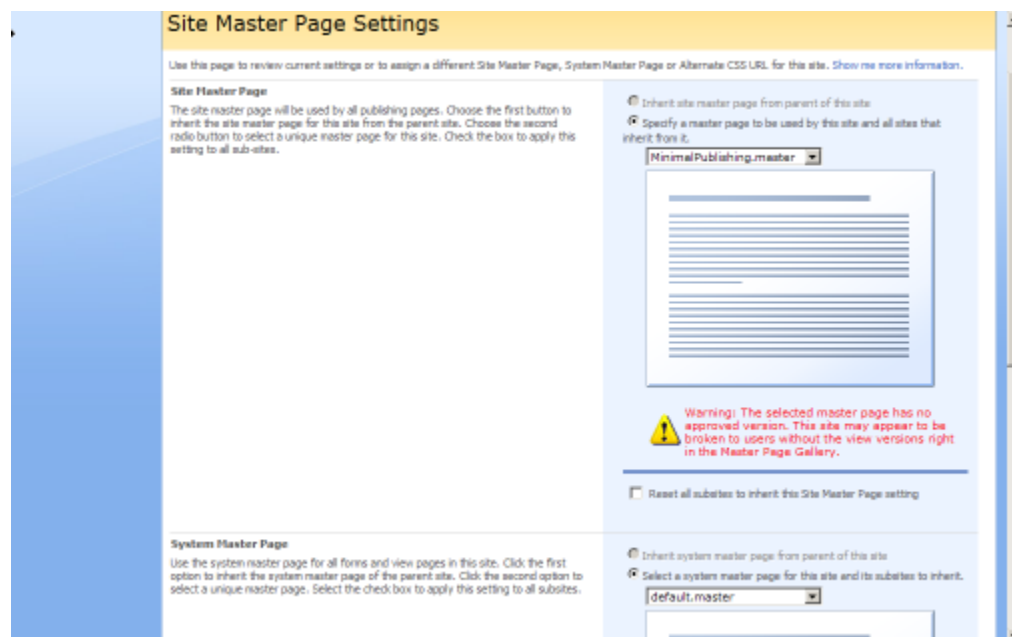 Site Master Page Settings
Use this page to review current settings or to assign a different Site Master Page, System Master Page or Alternate CSS URL for this site. Show me more information.
Site Master Page
The site master page will be used by all publishing pages. Choose the first button to
inherit the site master page for this site from the parent site. Choose the second
radio button to select a unique master page for this site. Check the box to apply this
setting to all sub-sites.
Inherit site master page from parent of this site
Specify a master page to be used by this site and all sites that
inherit from it.
MinimalPublishing.master
Warning: The selected master page has no
approved version. This site may appear to be
broken to users without the view versions right
in the Master Page Gallery.
Reset all subsites to inherit this Site Master Page setting
System Master Page
Use the system master page for all forms and view pages in this site. Click the first
option to inherit the system master page of the parent site. Click the second option to
select a unique master page. Select the check box to apply this setting to all subsites.
Inherit system master page from parent of this site
Select a system master page for this site and its subsites to inherit.
default.master